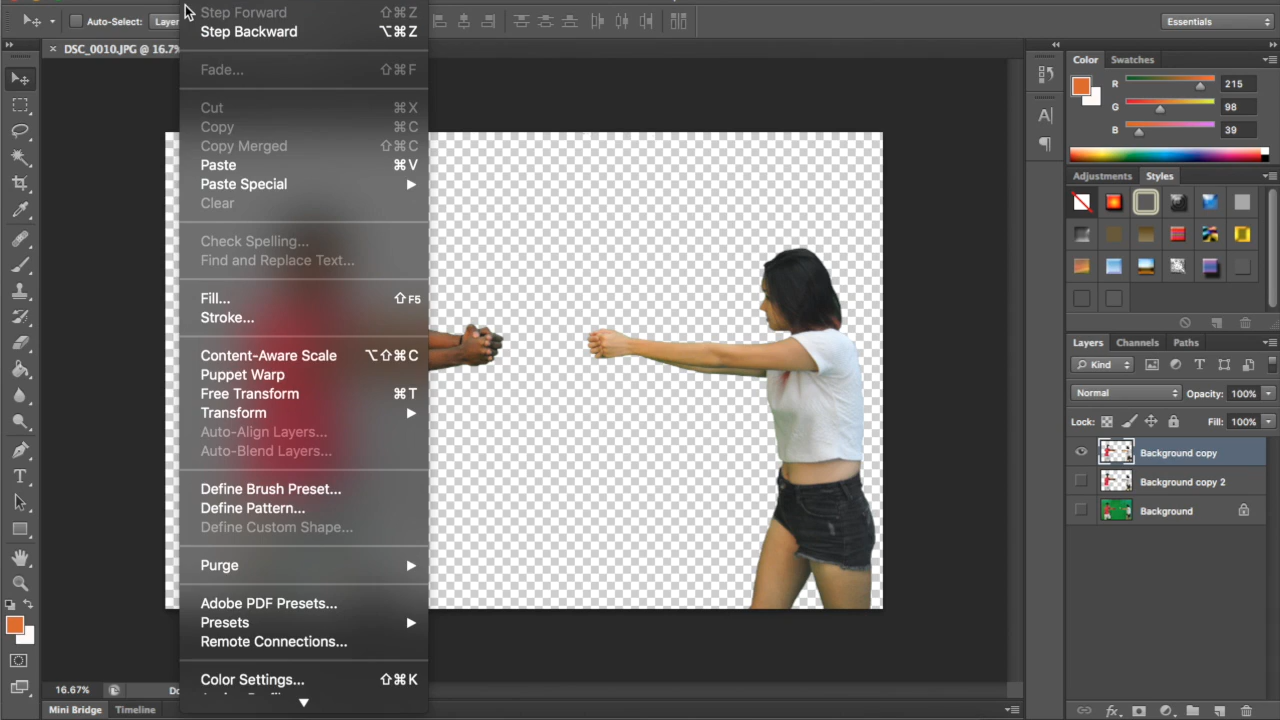 Auto-Select:
Layer
Essentials
DSC_0010.JPG @ 16.7%
Step Forward ⇧⌘Z
Step Backward ⌥⌘Z
Fade... ⇧⌘F
Cut ⌘X
Copy ⌘C
Copy Merged ⇧⌘C
Paste ⌘V
Paste Special
Clear
Check Spelling...
Find and Replace Text...
Fill... ⇧F5
Stroke...
Content-Aware Scale ⌥⇧⌘C
Puppet Warp
Free Transform ⌘T
Transform
Auto-Align Layers...
Auto-Blend Layers...
Define Brush Preset...
Define Pattern...
Define Custom Shape...
Purge
Adobe PDF Presets...
Presets
Remote Connections...
Color Settings... ⇧⌘K
Color Swatches
R 215
G 98
B 39
Adjustments Styles
Layers Channels Paths
Kind
Normal Opacity: 100%
Lock: Fill: 100%
Background copy
Background copy 2
Background
16.67%
Mini Bridge Timeline